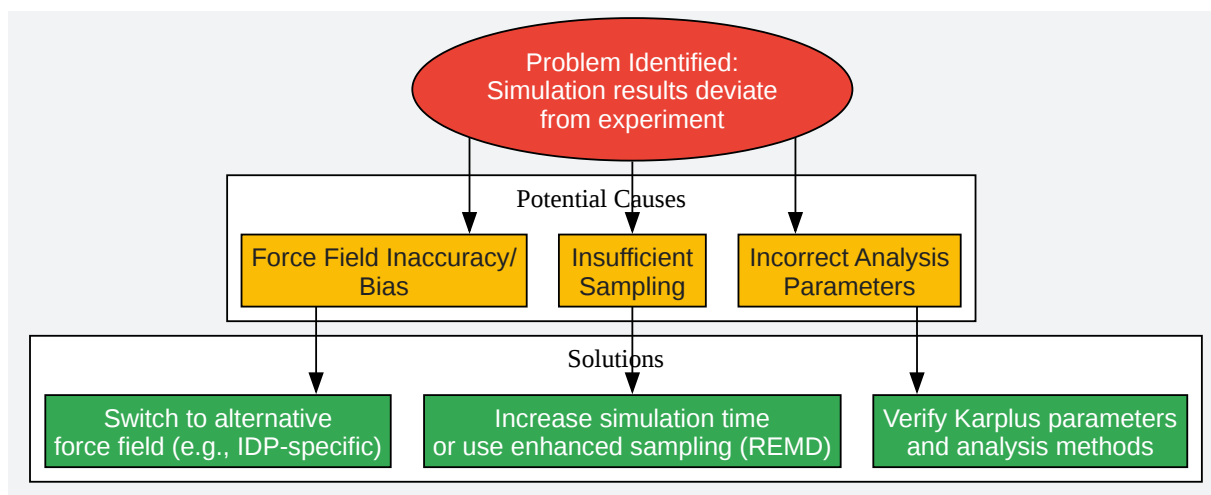 Problem Identified:
Simulation results deviate
from experiment
Potential Causes
Force Field Inaccuracy/
Bias
Insufficient
Sampling
Incorrect Analysis
Parameters
Solutions
Switch to alternative
force field (e.g., IDP-specific)
Increase simulation time
or use enhanced sampling (REMD)
Verify Karplus parameters
and analysis methods